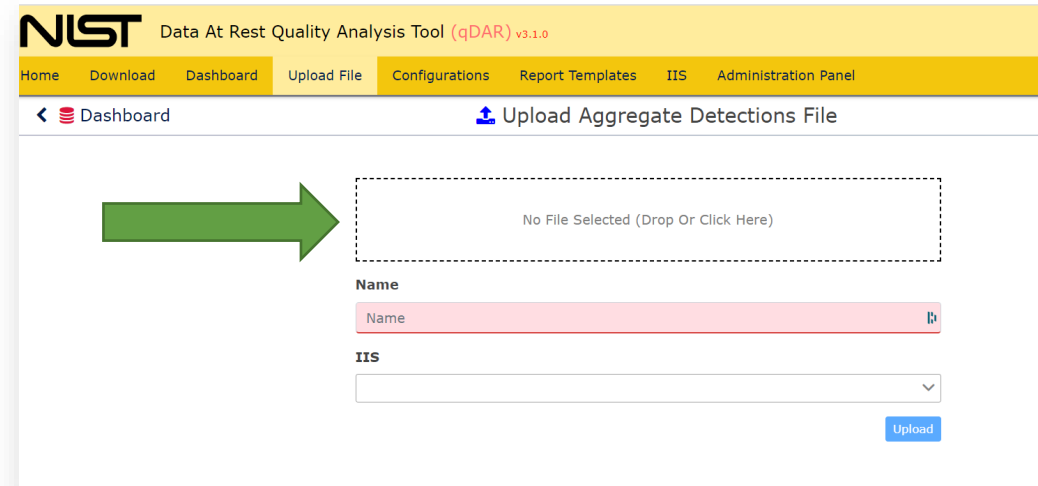 NIST Data At Rest Quality Analysis Tool (qDAR) v3.1.0
Home Download Dashboard Upload File Configurations Report Templates IIS Administration Panel
Dashboard Upload Aggregate Detections File
No File Selected (Drop Or Click Here)
Name
Name
IIS
Upload